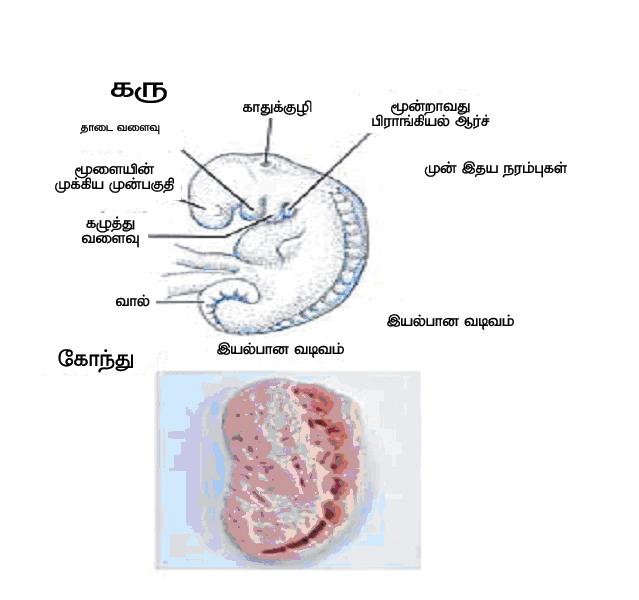 கரு
காதுக்குழி
மூன்றாவது
பிராங்கியல் ஆர்ச்
தாடை வளைவு
மூளையின்
முக்கிய முன்பகுதி
முன் இதய நரம்புகள்
கழுத்து
வளைவு
வால்
இயல்பான வடிவம்
இயல்பான வடிவம்
கோந்து